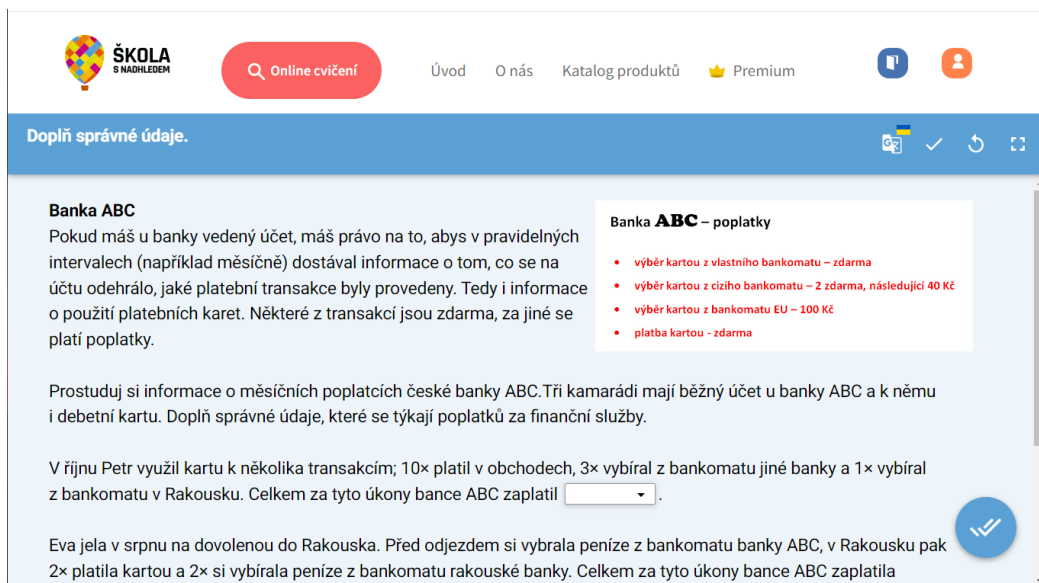 ŠKOLA
S NADHLEDEM
Online cvičení
Úvod
O nás
Katalog produktů
Premium
Doplň správné údaje.
Banka ABC
Pokud máš u banky vedený účet, máš právo na to, abys v pravidelných
intervalech (například měsíčně) dostával informace o tom, co se na
účtu odehrálo, jaké platební transakce byly provedeny. Tedy i informace
o použití platebních karet. Některé z transakcí jsou zdarma, za jiné se
platí poplatky.
Banka ABC – poplatky
• výběr kartou z vlastního bankomatu – zdarma
• výběr kartou z cizího bankomatu – 2 zdarma, následující 40 Kč
• výběr kartou z bankomatu EU – 100 Kč
• platba kartou - zdarma
Prostuduj si informace o měsíčních poplatcích české banky ABC.Tři kamarádi mají běžný účet u banky ABC a k němu
i debetní kartu. Doplň správné údaje, které se týkají poplatků za finanční služby.
V říjnu Petr využil kartu k několika transakcím; 10× platil v obchodech, 3× vybíral z bankomatu jiné banky a 1× vybíral
z bankomatu v Rakousku. Celkem za tyto úkony bance ABC zaplatil .
Eva jela v srpnu na dovolenou do Rakouska. Před odjezdem si vybrala peníze z bankomatu banky ABC, v Rakousku pak
2× platila kartou a 2× si vybírala peníze z bankomatu rakouské banky. Celkem za tyto úkony bance ABC zaplatila